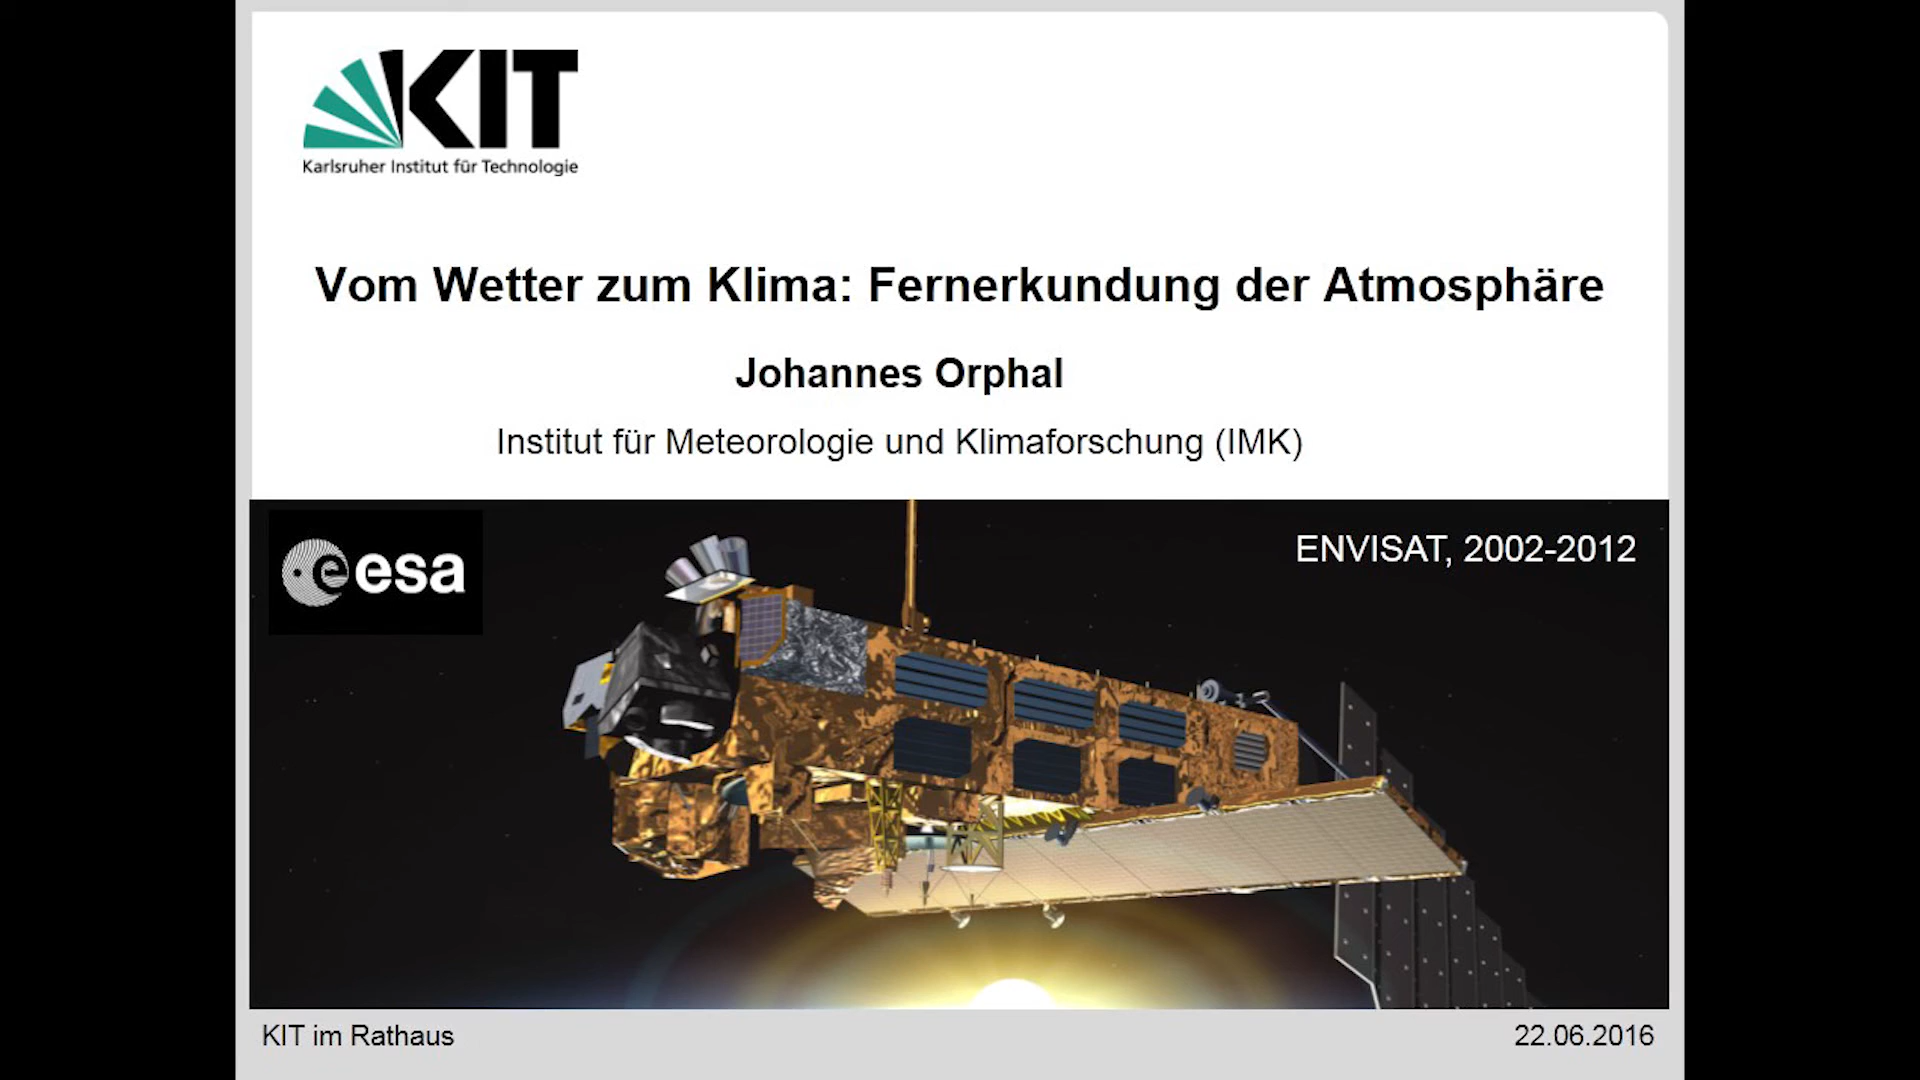 KIT
Karlsruher Institut für Technologie
Vom Wetter zum Klima: Fernerkundung der Atmosphäre
Johannes Orphal
Institut für Meteorologie und Klimaforschung (IMK)
esa
ENVISAT, 2002-2012
KIT im Rathaus
22.06.2016